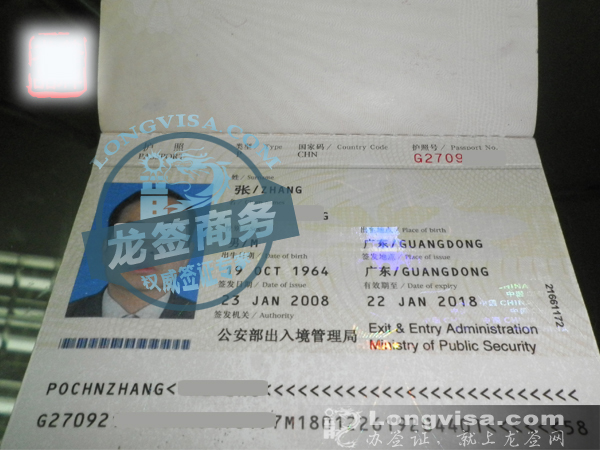 LONGVISA.COM
护 照
类型 / Type 国家码 / Country Code 护照号 / Passport No.
CHN G2709
姓 / Surname
张/ZHANG
出生地点 / Place of birth
男/M 广东/GUANGDONG
出生日期 / Date of birth 签发地点 / Place of issue
OCT 1964 广东/GUANGDONG
签发日期 / Date of issue 有效期至 / Date of expiry
23 JAN 2008 22 JAN 2018
签发机关 / Authority
公安部出入境管理局 Exit & Entry Administration
Ministry of Public Security
21661172
龙签商务
权威签证
POCHNZHANG<
<<<<<<<<<<<<<<<<<<<<<<<<<
G27092
Longvisa.com
办签证、就上龙签网